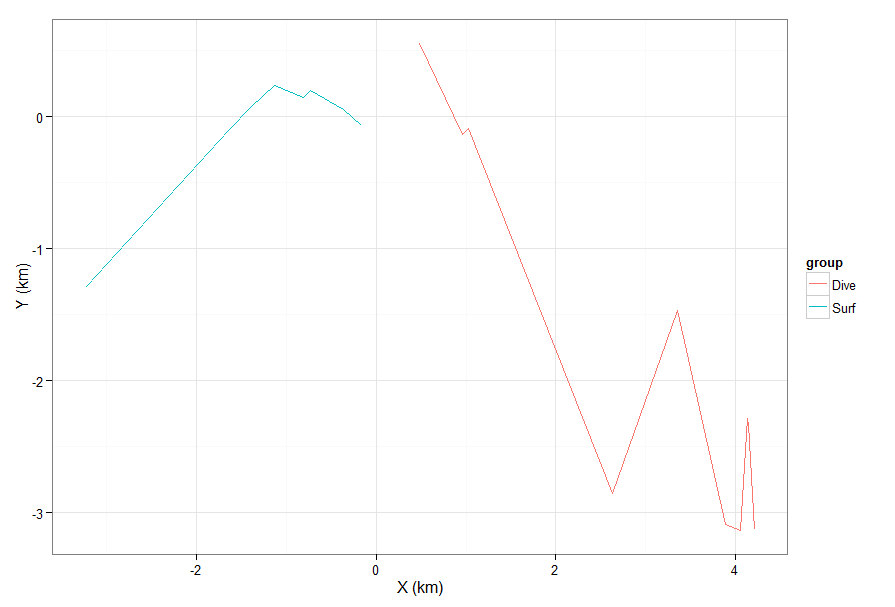 0
-1
-2
-3
Y (km)
-2 0 2 4
X (km)
group
Dive
Surf